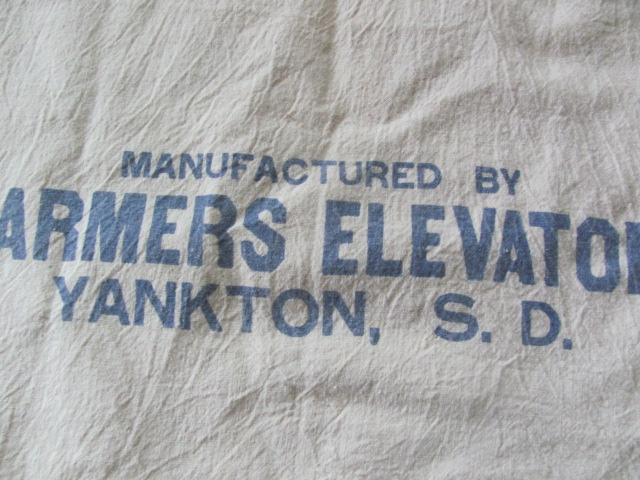 MANUFACTURED BY
ARMERS ELEVATO
YANKTON, S. D.